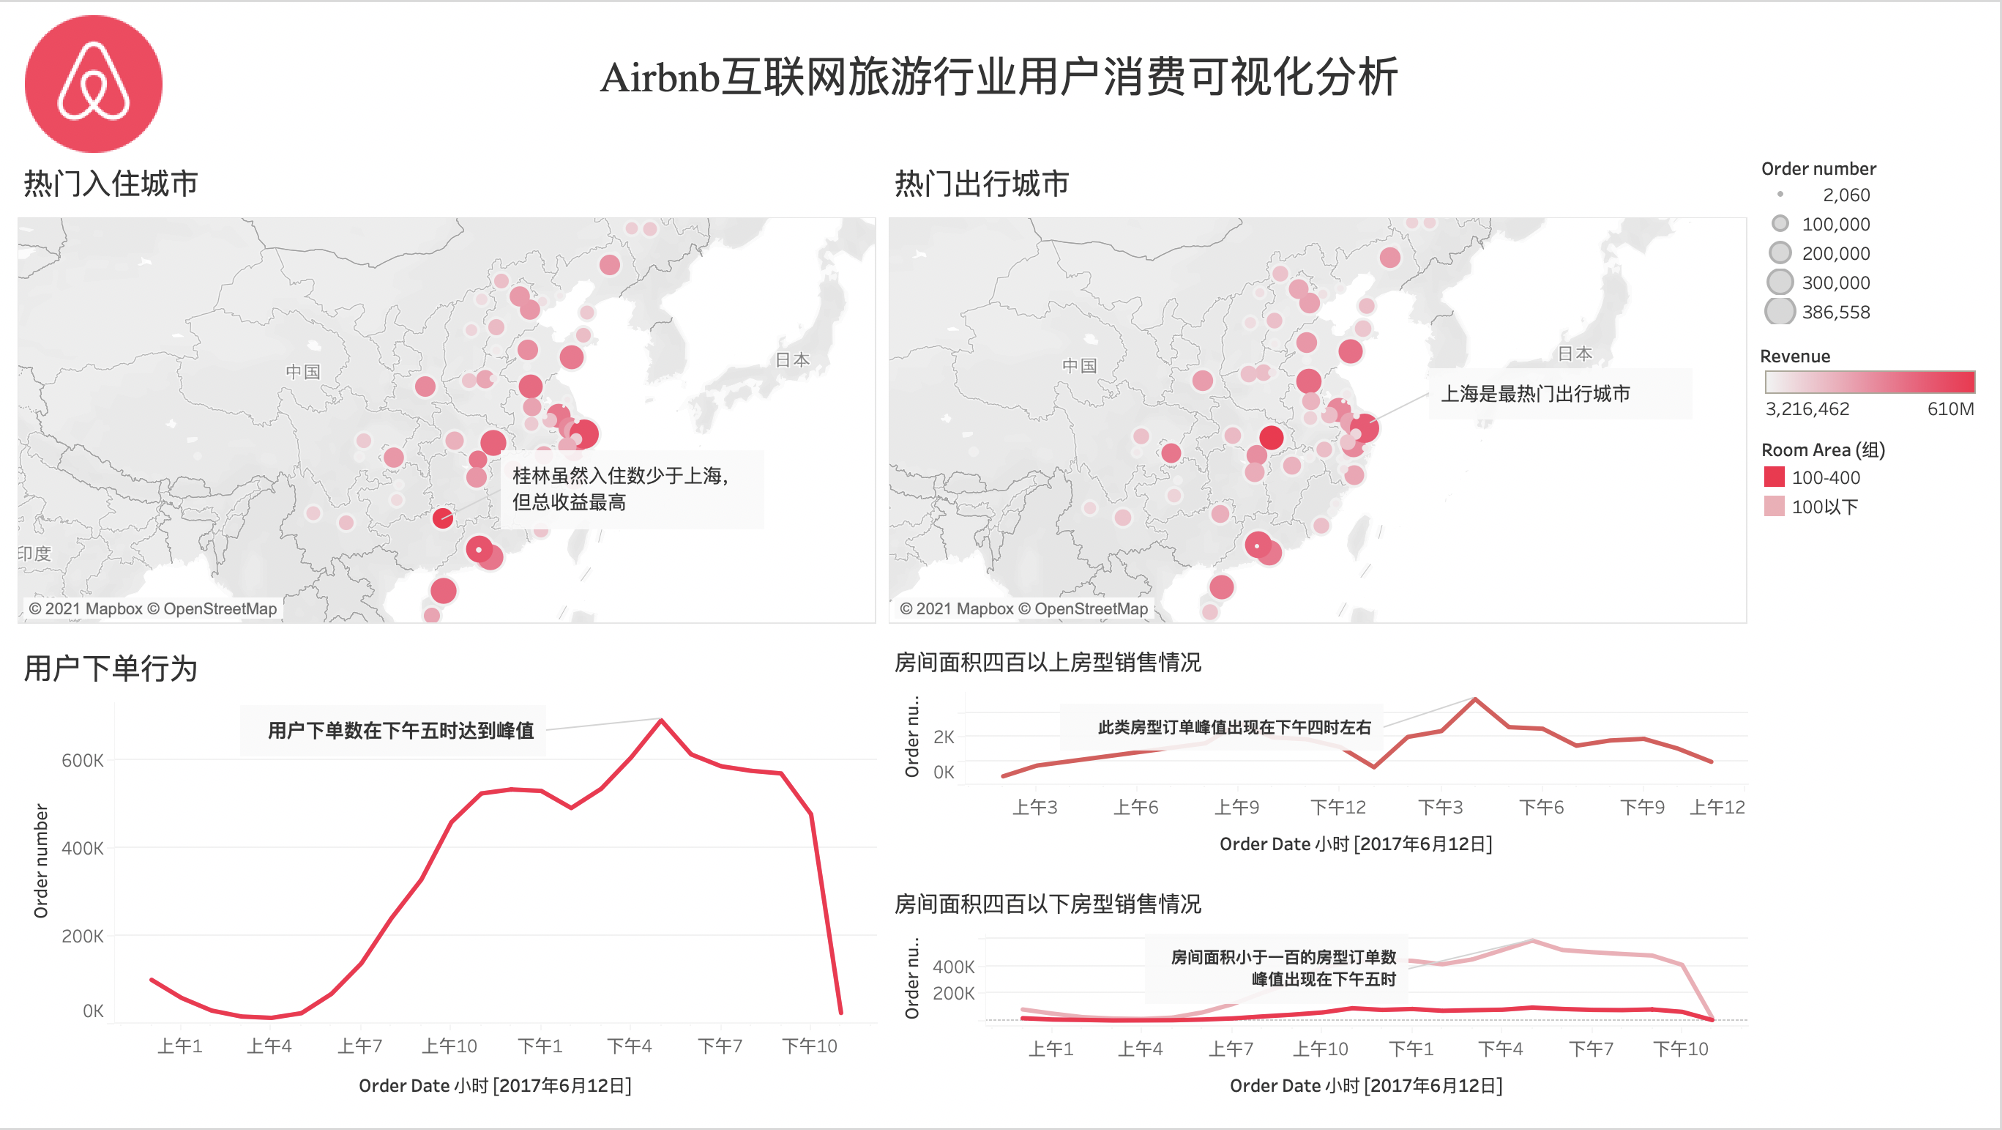 Airbnb互联网旅游行业用户消费可视化分析
热门入住城市
中国
日本
印度
桂林虽然入住数少于上海，
但总收益最高
© 2021 Mapbox © OpenStreetMap
热门出行城市
中国
日本
上海是最热门出行城市
© 2021 Mapbox © OpenStreetMap
Order number
2,060
100,000
200,000
300,000
386,558
Revenue
3,216,462 610M
Room Area (组)
100-400
100以下
用户下单行为
用户下单数在下午五时达到峰值
Order number
600K
400K
200K
0K
上午1 上午4 上午7 上午10 下午1 下午4 下午7 下午10
Order Date 小时 [2017年6月12日]
房间面积四百以上房型销售情况
此类房型订单峰值出现在下午四时左右
Order nu..
2K
0K
上午3 上午6 上午9 下午12 下午3 下午6 下午9 上午12
Order Date 小时 [2017年6月12日]
房间面积四百以下房型销售情况
房间面积小于一百的房型订单数
峰值出现在下午五时
Order nu..
400K
200K
上午1 上午4 上午7 上午10 下午1 下午4 下午7 下午10
Order Date 小时 [2017年6月12日]